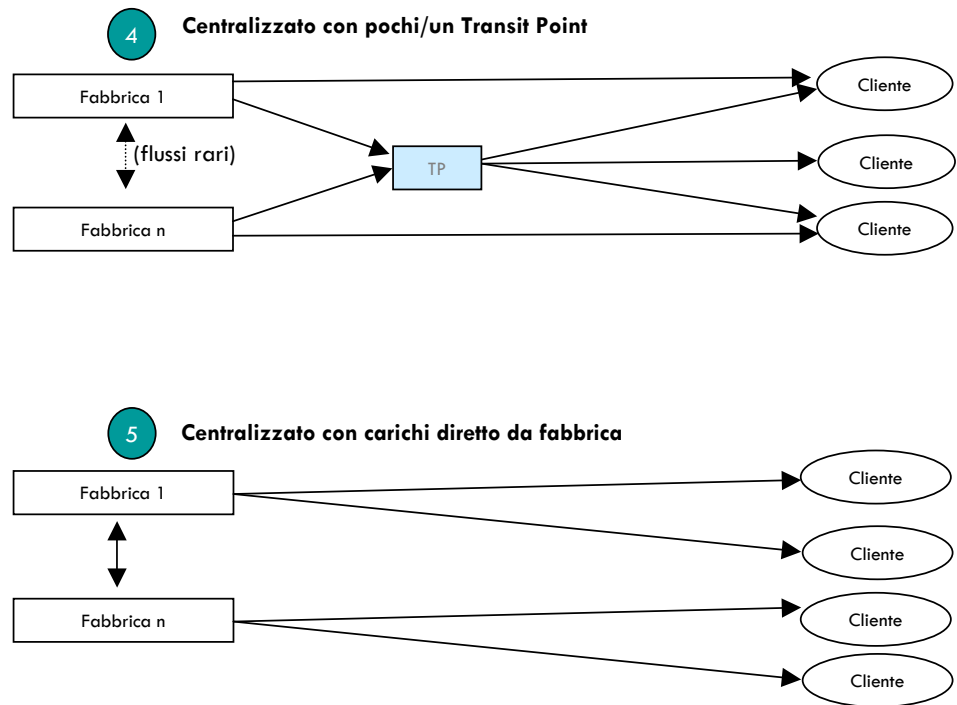 4
Centralizzato con pochi/un Transit Point
Fabbrica 1
Cliente
(flussi rari)
TP
Cliente
Fabbrica n
Cliente
5
Centralizzato con carichi diretto da fabbrica
Fabbrica 1
Cliente
Cliente
Fabbrica n
Cliente
Cliente